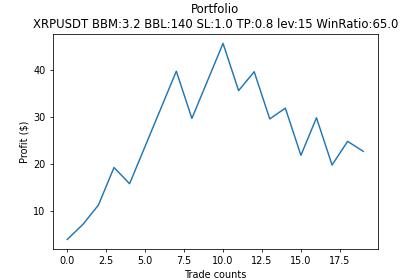 Portfolio
XRPUSDT BBM:3.2 BBL:140 SL:1.0 TP:0.8 lev:15 WinRatio:65.0
40
30
20
10
Profit ($)
0.0 2.5 5.0 7.5 10.0 12.5 15.0 17.5
Trade counts